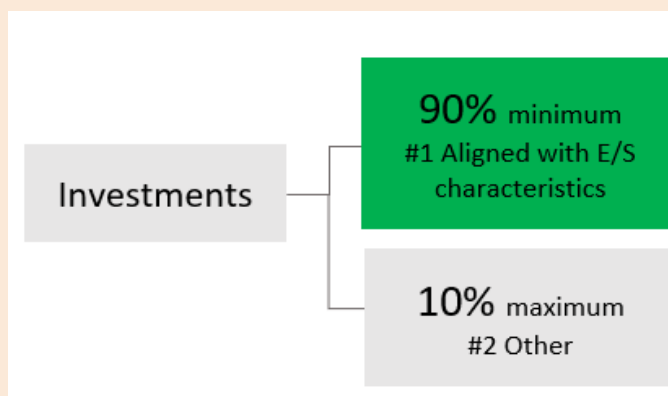 90% minimum
#1 Aligned with E/S
characteristics
Investments
10% maximum
#2 Other